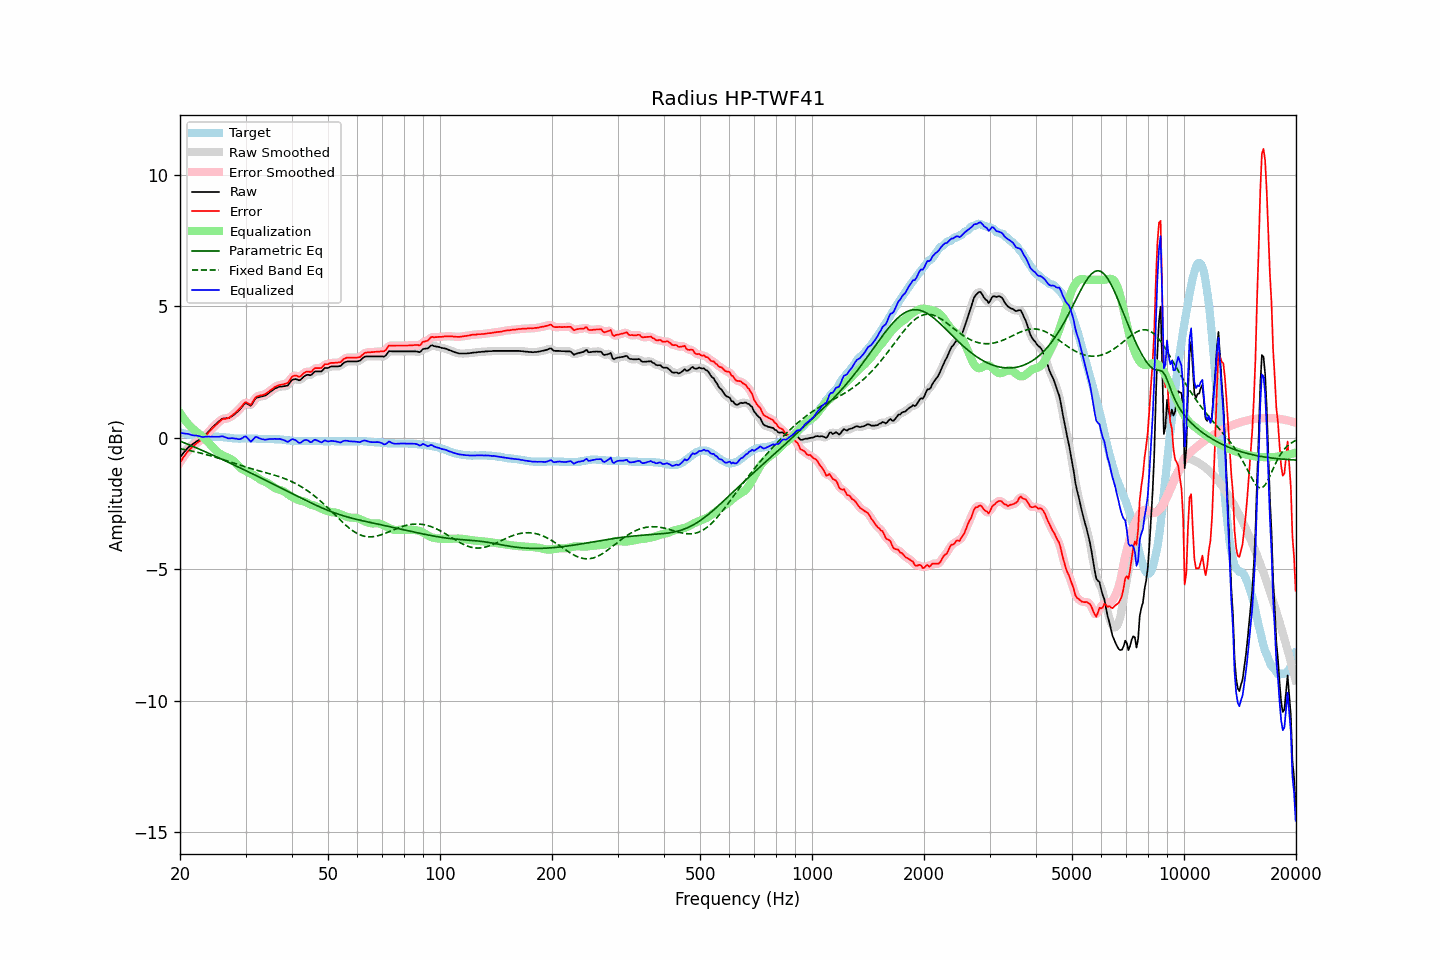 Radius HP-TWF41
Target
Raw Smoothed
Error Smoothed
Raw
Error
Equalization
Parametric Eq
Fixed Band Eq
Equalized
10
5
0
−5
−10
−15
Amplitude (dBr)
20 50 100 200 500 1000 2000 5000 10000 20000
Frequency (Hz)